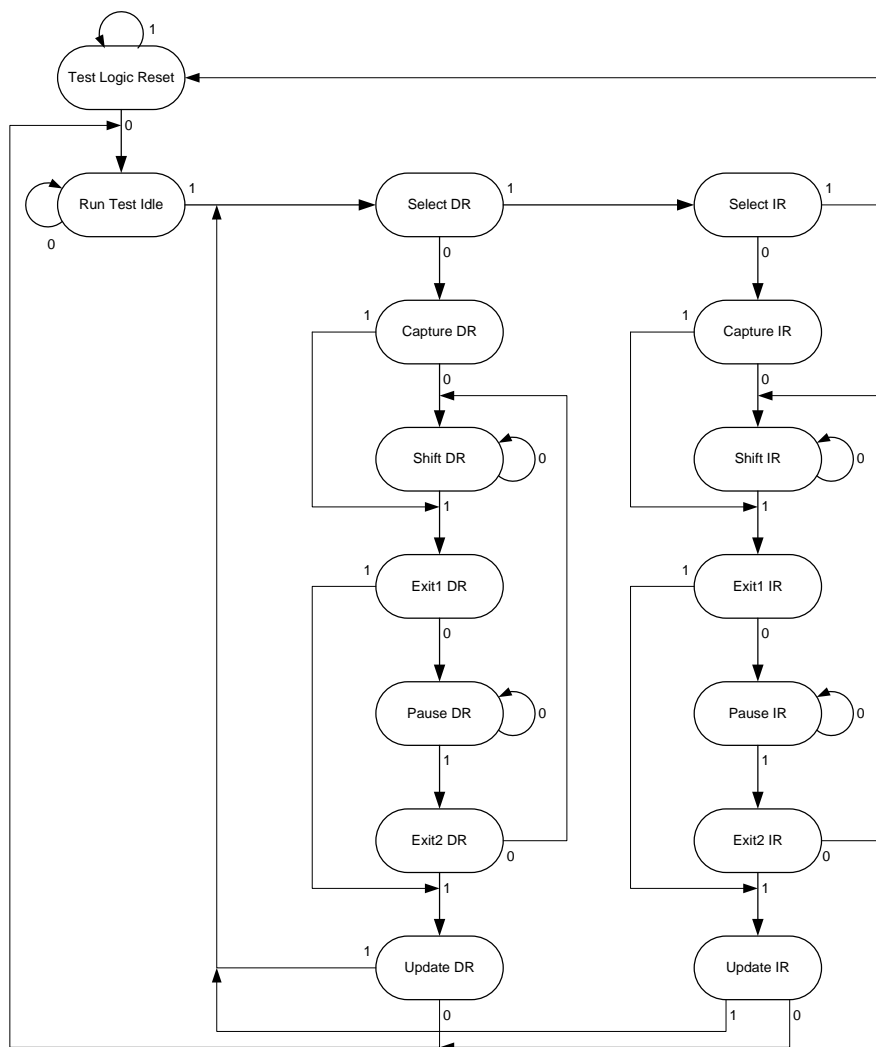 1
Test Logic Reset
0
Run Test Idle
1
0
Select DR
1
0
Select IR
1
0
1
Capture DR
0
1
Capture IR
0
Shift DR
0
1
Shift IR
0
1
1
Exit1 DR
0
1
Exit1 IR
0
Pause DR
0
1
Pause IR
0
1
Exit2 DR
0
1
Exit2 IR
0
1
1
Update DR
0
Update IR
1
0